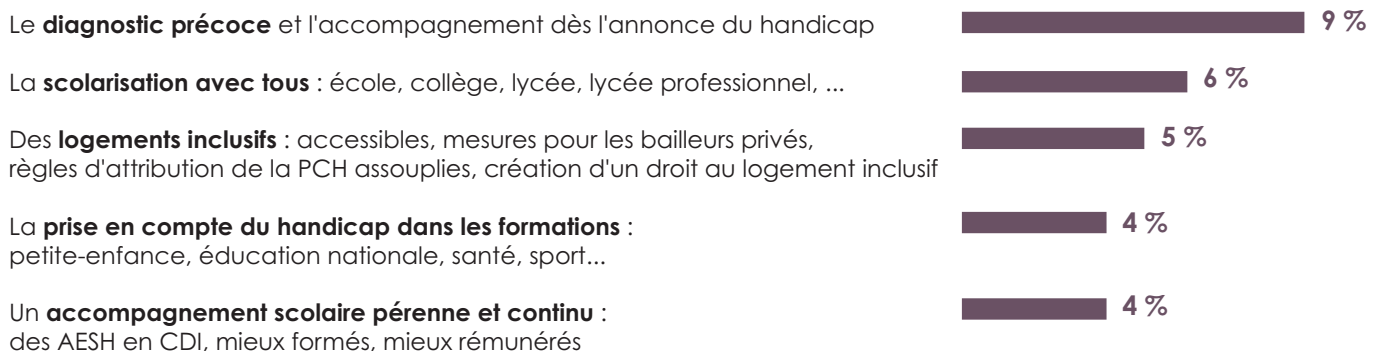 Le diagnostic précoce et l'accompagnement dès l'annonce du handicap 9 %
La scolarisation avec tous : école, collège, lycée, lycée professionnel, ... 6 %
Des logements inclusifs : accessibles, mesures pour les bailleurs privés, 5 %
règles d'attribution de la PCH assouplies, création d'un droit au logement inclusif
La prise en compte du handicap dans les formations : 4 %
petite-enfance, éducation nationale, santé, sport...
Un accompagnement scolaire pérenne et continu : 4 %
des AESH en CDI, mieux formés, mieux rémunérés